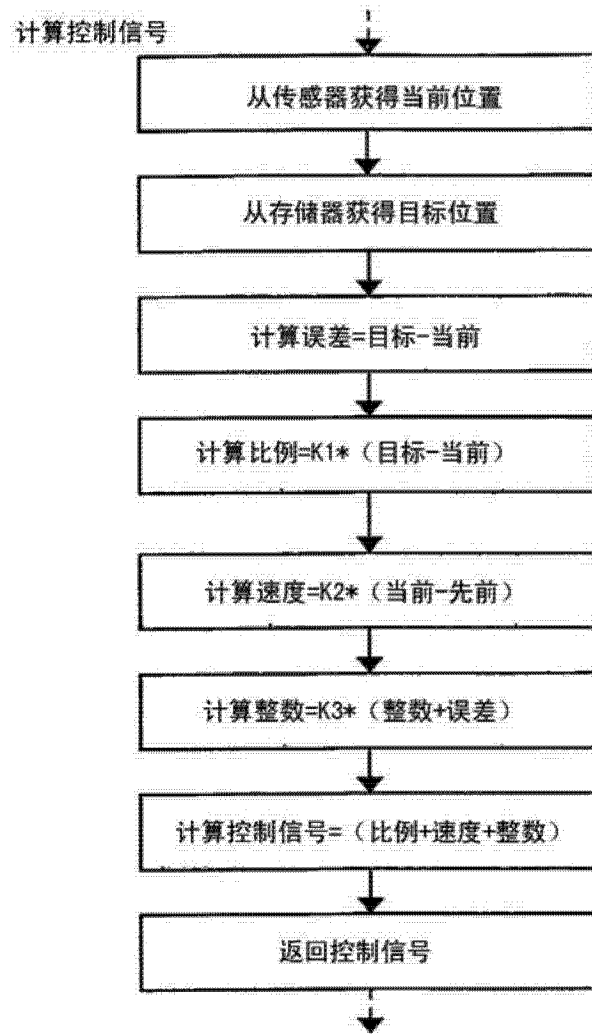 计算控制信号
从传感器获得当前位置
从存储器获得目标位置
计算误差=目标-当前
计算比例=K1*（目标-当前）
计算速度=K2*（当前-先前）
计算整数=K3*（整数+误差）
计算控制信号=（比例+速度+整数）
返回控制信号